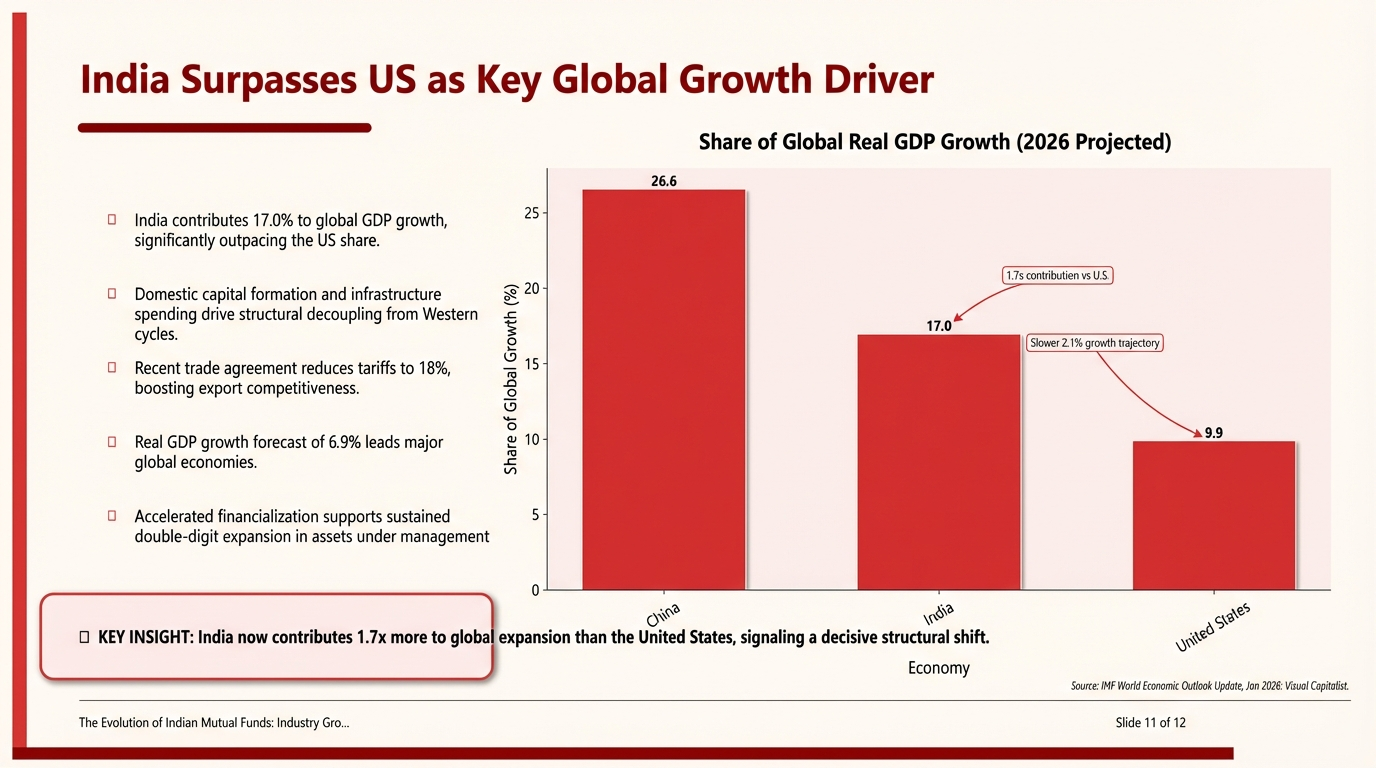 India Surpasses US as Key Global Growth Driver
India contributes 17.0% to global GDP growth,
significantly outpacing the US share.
Domestic capital formation and infrastructure
spending drive structural decoupling from Western
cycles.
Recent trade agreement reduces tariffs to 18%,
boosting export competitiveness.
Real GDP growth forecast of 6.9% leads major
global economies.
Accelerated financialization supports sustained
double-digit expansion in assets under management
Share of Global Real GDP Growth (2026 Projected)
Share of Global Growth (%)
25
20
15
10
5
0
26.6
17.0
9.9
1.7s contributien vs U.S.
Slower 2.1% growth trajectory
China
India
United States
Economy
KEY INSIGHT: India now contributes 1.7x more to global expansion than the United States, signaling a decisive structural shift.
Source: IMF World Economic Outlook Update, Jan 2026: Visual Capitalist.
The Evolution of Indian Mutual Funds: Industry Gro...
Slide 11 of 12